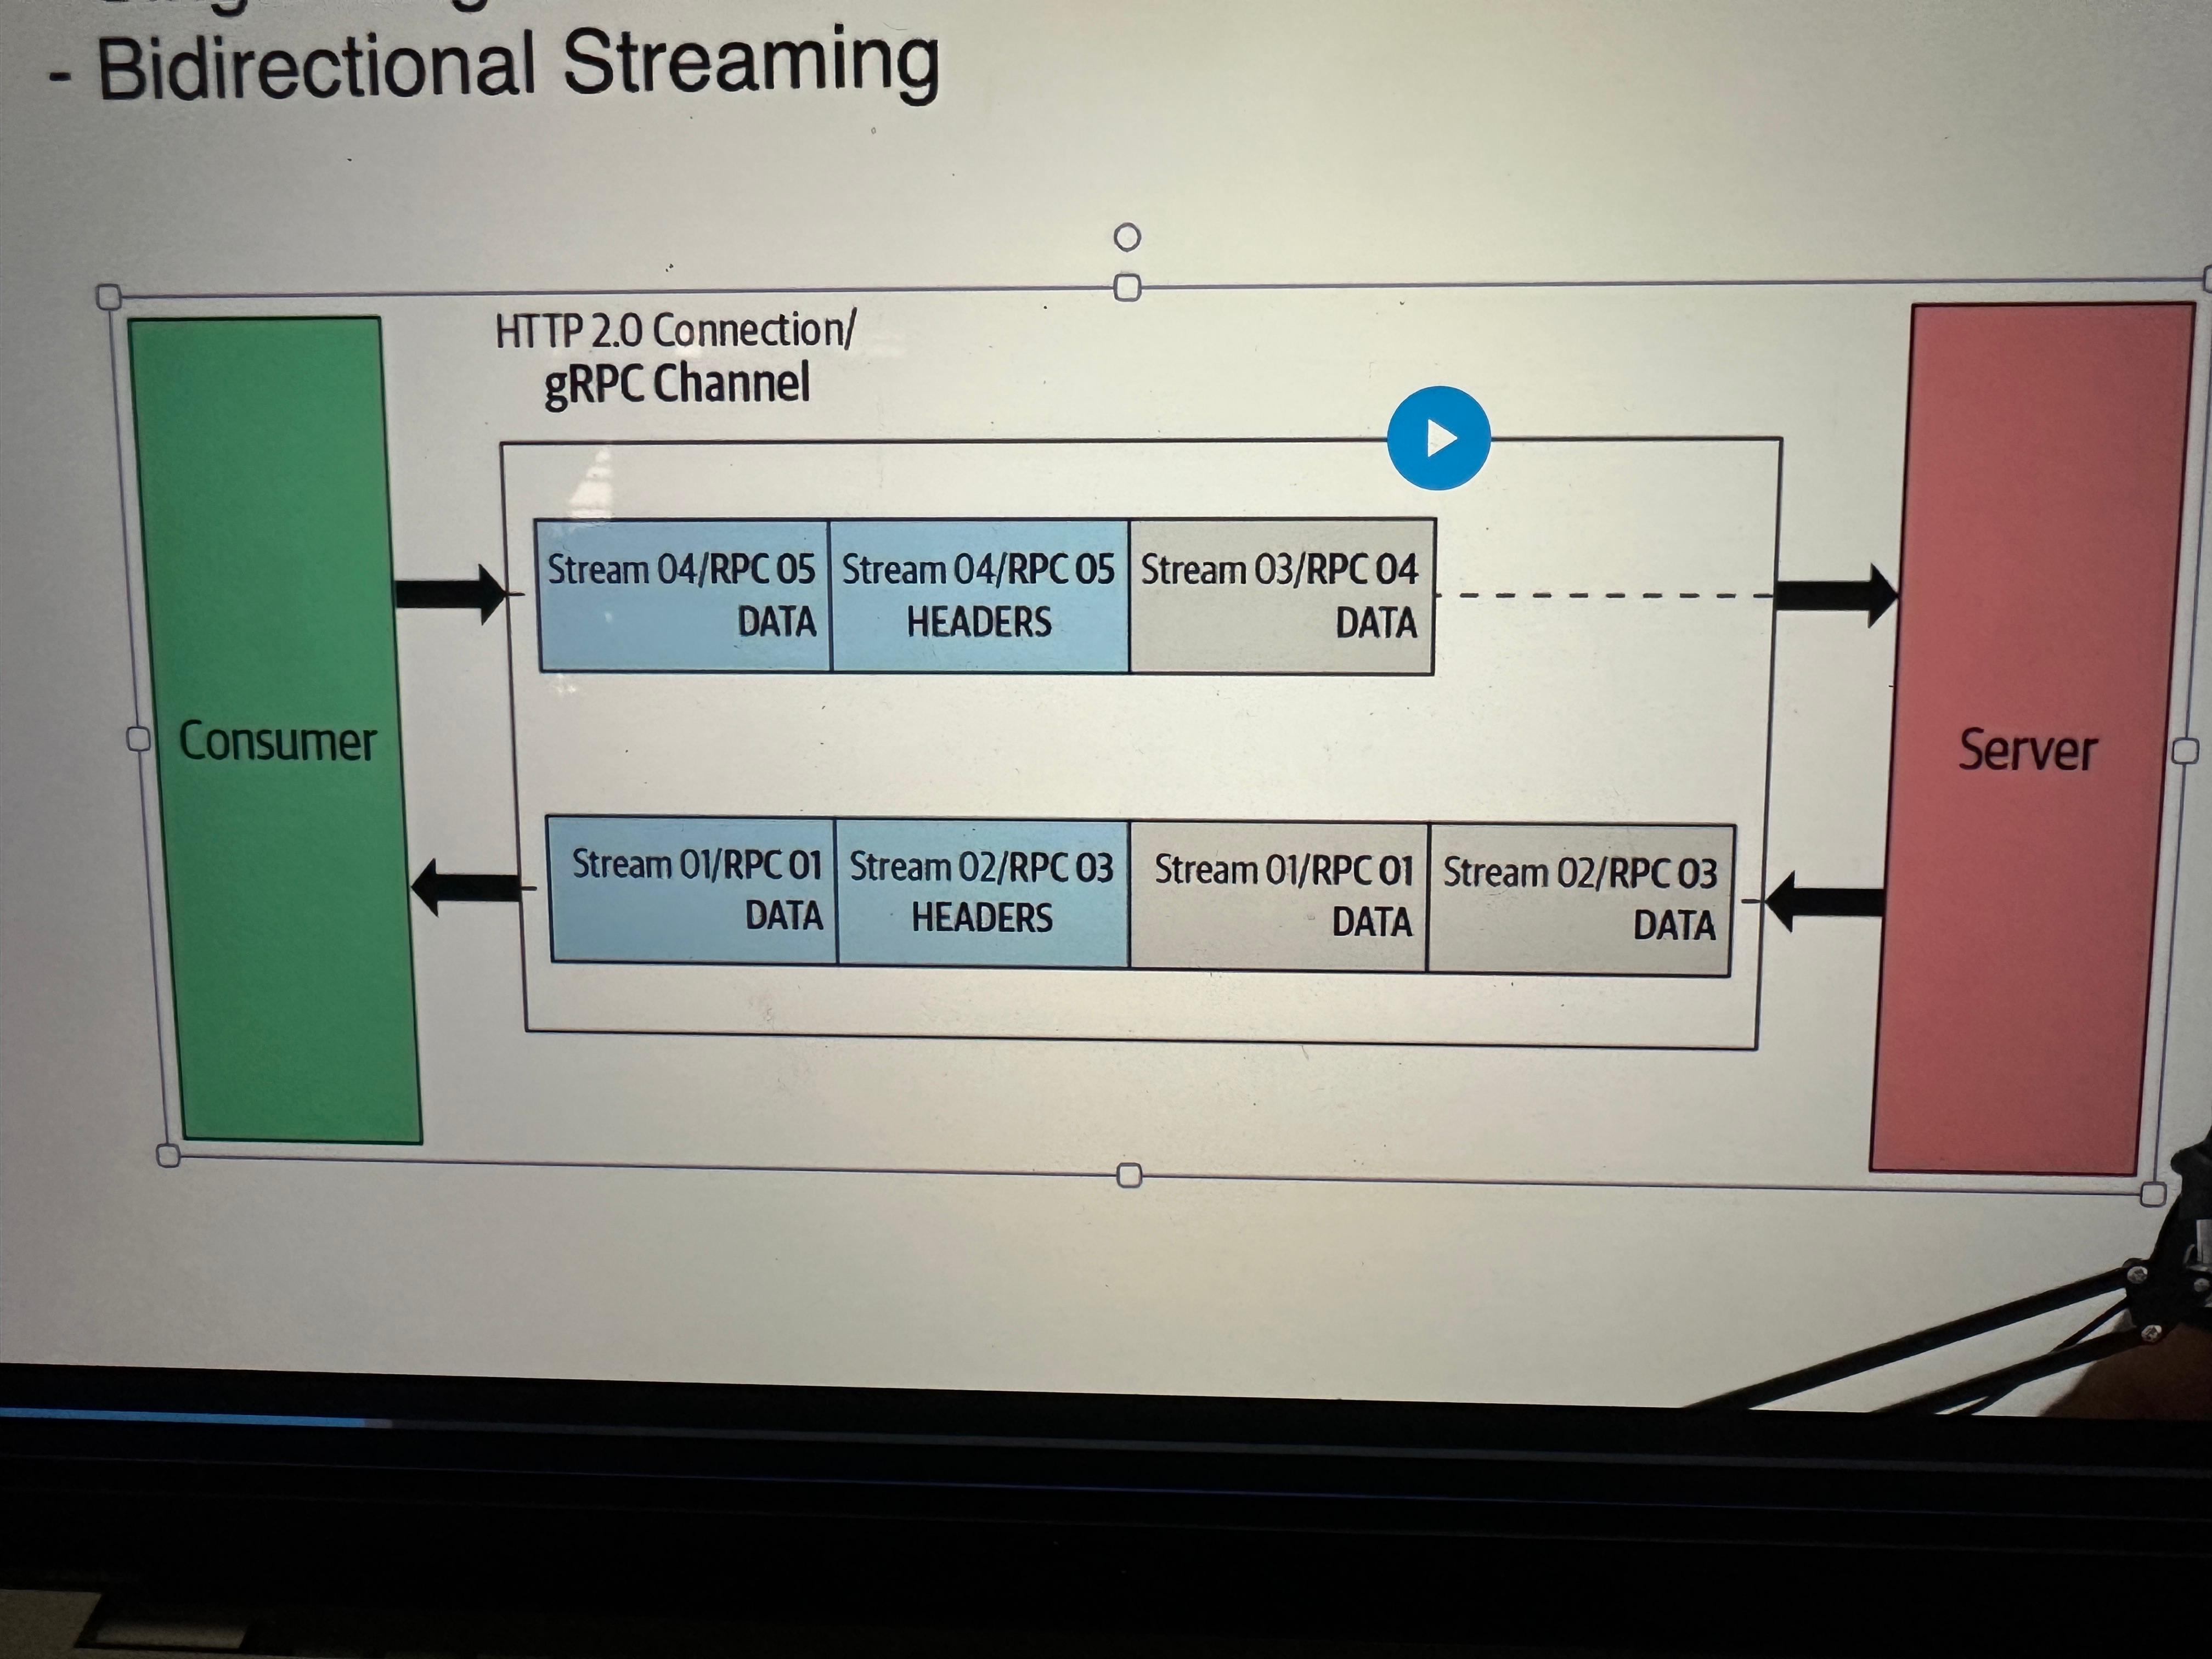 - Bidirectional Streaming
HTTP 2.0 Connection/
gRPC Channel
Stream 04/RPC 05
DATA
Stream 04/RPC 05
HEADERS
Stream 03/RPC 04
DATA
Consumer
Server
Stream 01/RPC 01
DATA
Stream 02/RPC 03
HEADERS
Stream 01/RPC 01
DATA
Stream 02/RPC 03
DATA